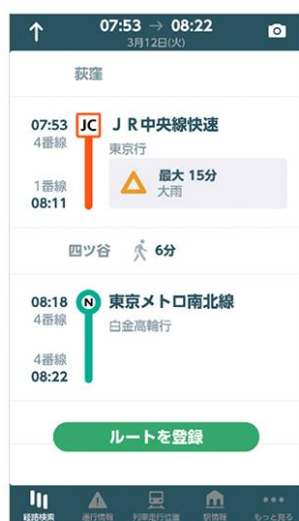 07:53 → 08:22
3月12日(火)
荻窪
07:53 JC JR中央線快速
4番線 東京行
最大 15分
大雨
1番線
08:11
四ツ谷 6分
08:18 N 東京メトロ南北線
4番線 白金高輪行
4番線
08:22
ルートを登録
経路検索 運行情報 列車走行位置 駅情報 もっと見る